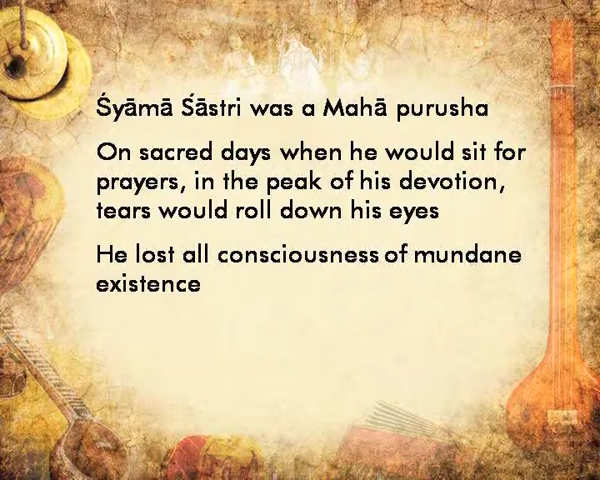 Śyāmā Śāstri was a Mahā purusha
On sacred days when he would sit for
prayers, in the peak of his devotion,
tears would roll down his eyes
He lost all consciousness of mundane
existence